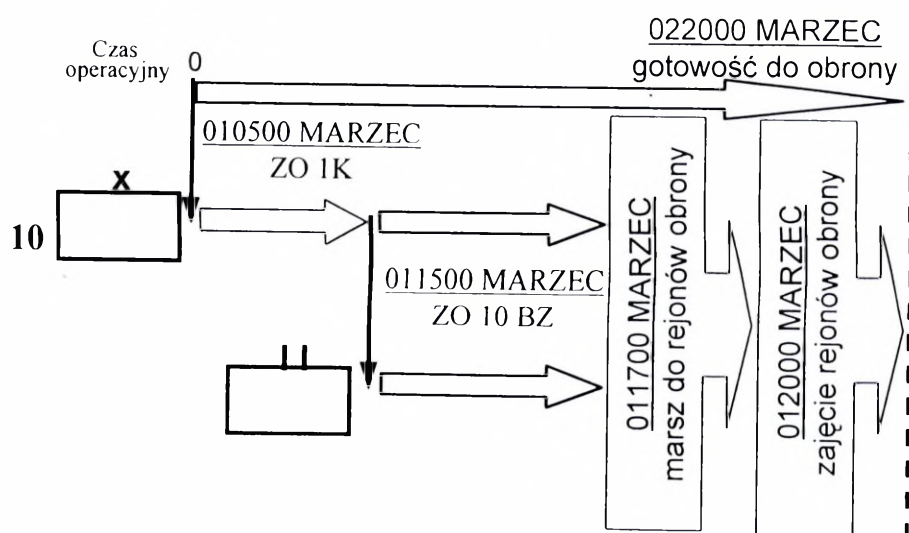 Czas
operacyjny
0
022000 MARZEC
gotowość do obrony
010500 MARZEC
ZO 1K
X
10
011500 MARZEC
ZO 10 BZ
011700 MARZEC
marsz do rejonów obrony
012000 MARZEC
zajęcie rejonów obrony